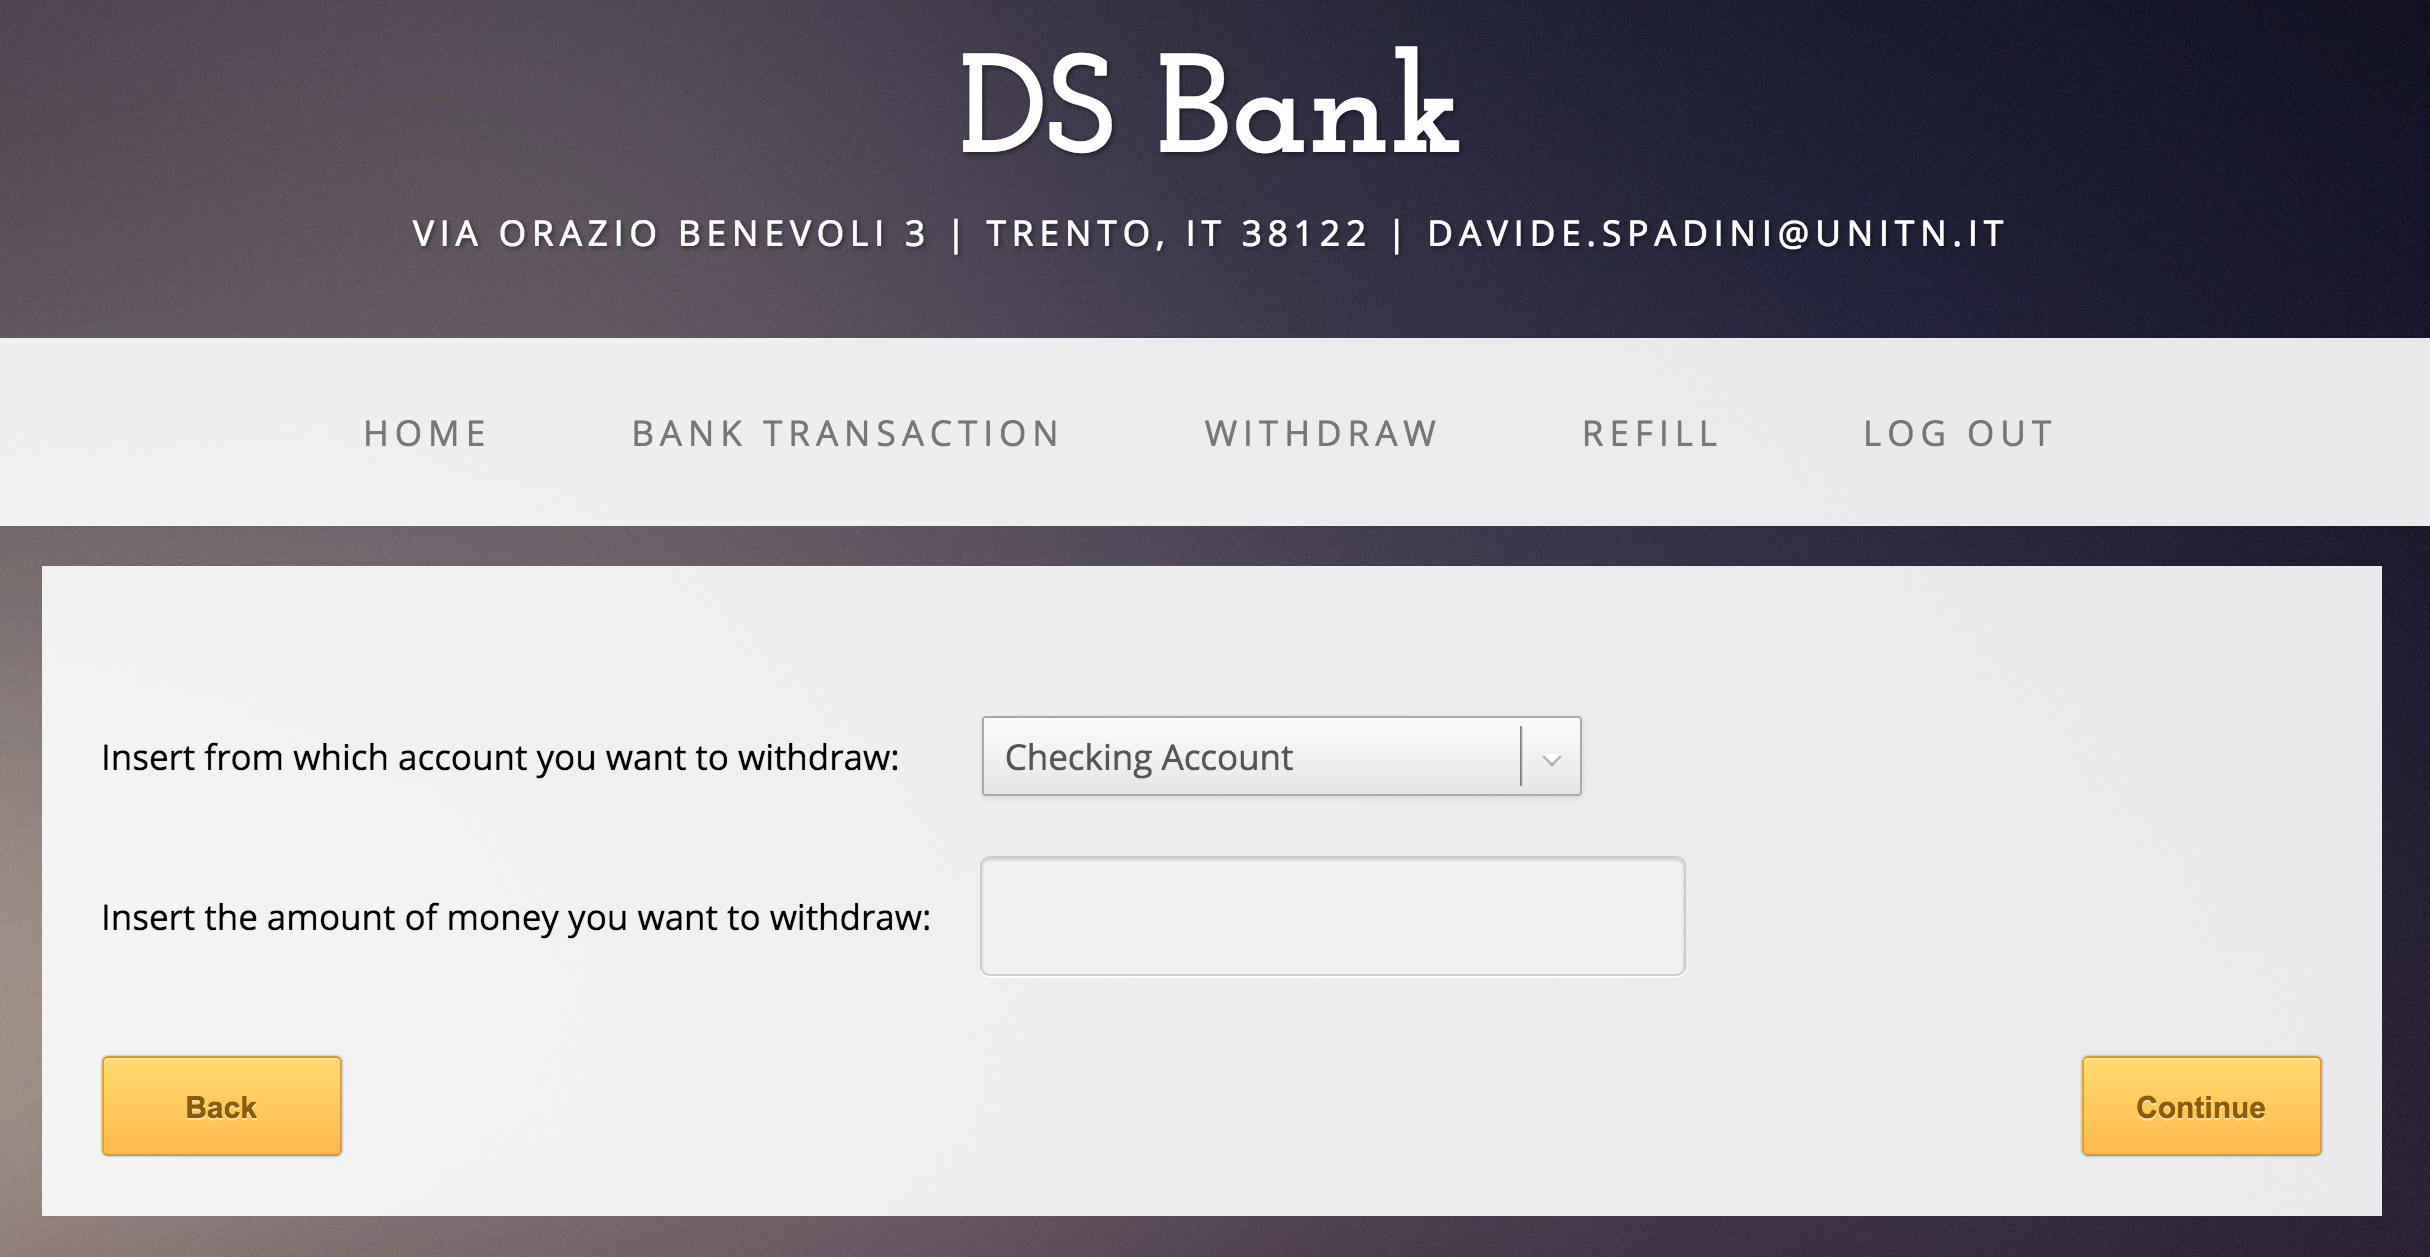 DS Bank
VIA ORAZIO BENEVOLI 3 | TRENTO, IT 38122 | DAVIDE.SPADINI@UNITN.IT
HOME BANK TRANSACTION WITHDRAW REFILL LOG OUT
Insert from which account you want to withdraw: Checking Account
Insert the amount of money you want to withdraw:
Back Continue